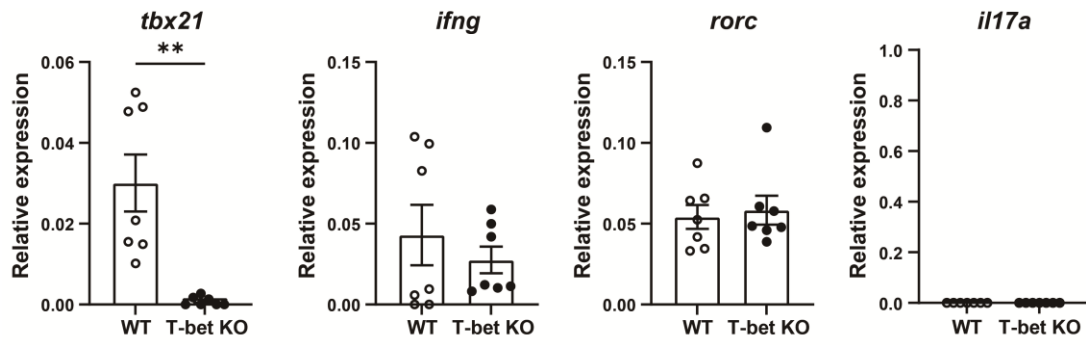 tbx21
**
Relative expression
0.06
0.04
0.02
0.00
WT T-bet KO
ifng
Relative expression
0.15
0.10
0.05
0.00
WT T-bet KO
rorc
Relative expression
0.15
0.10
0.05
0.00
WT T-bet KO
il17a
Relative expression
1.0
0.8
0.6
0.4
0.2
0.0
WT T-bet KO